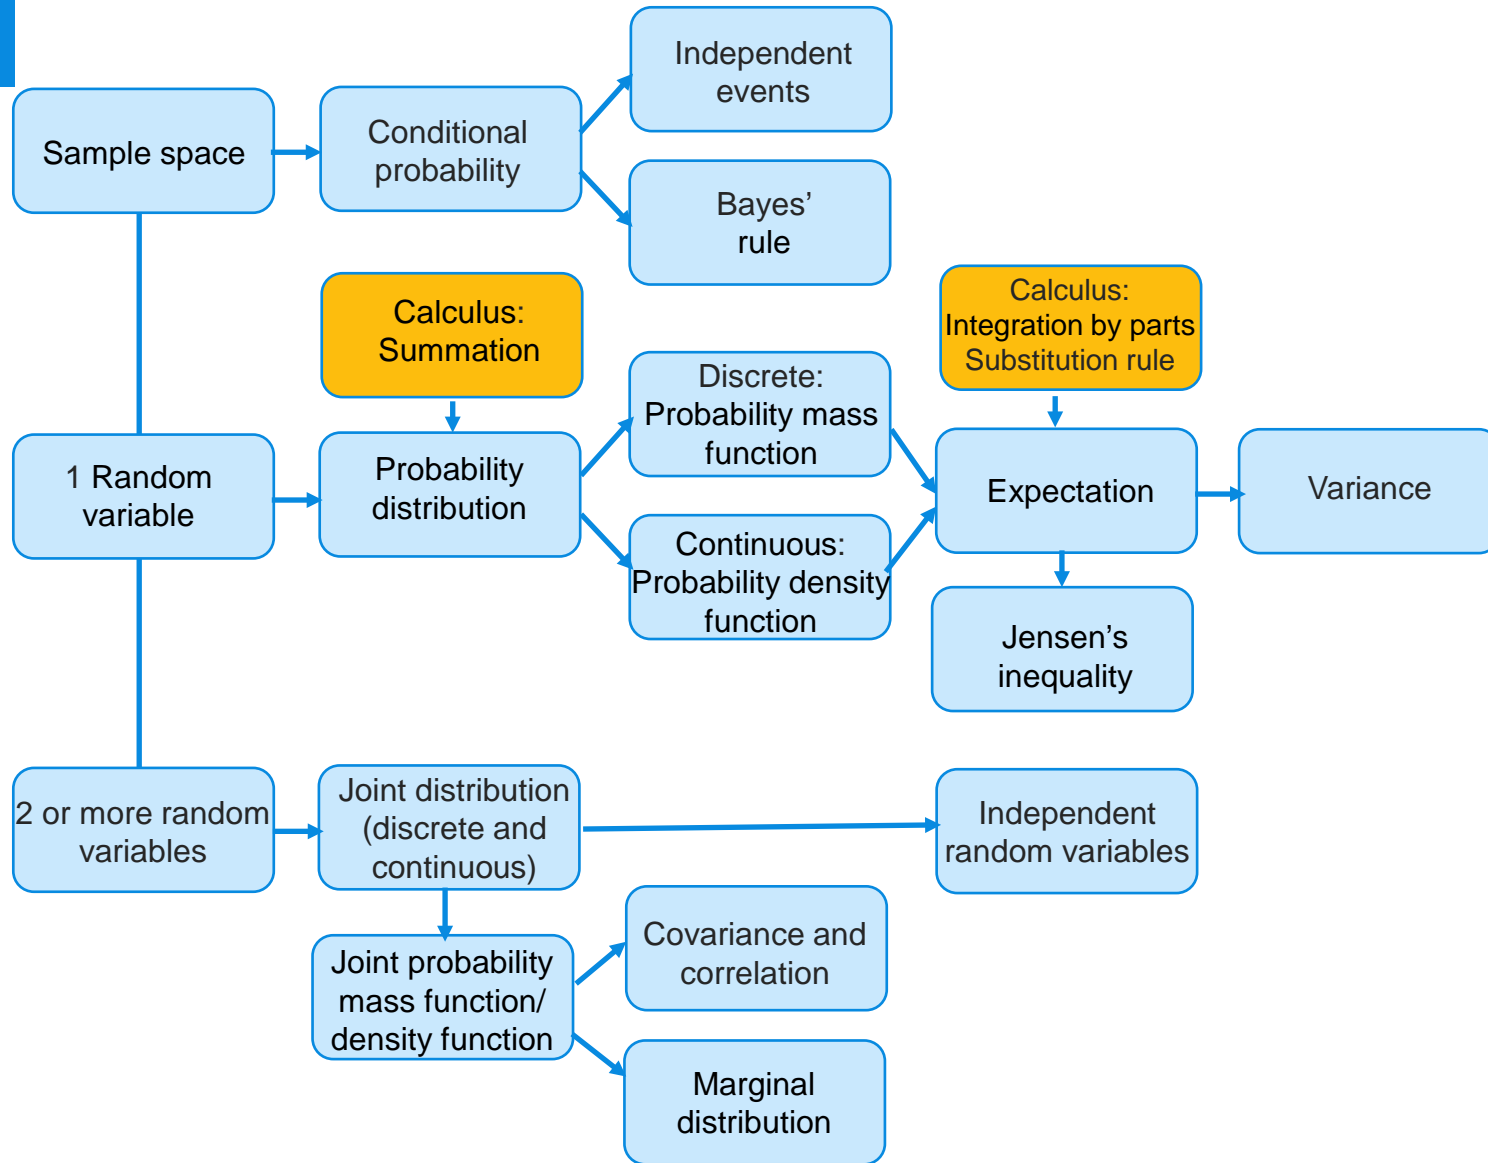 Independent
events
Sample space
Conditional
probability
Bayes’
rule
Calculus:
Summation
Calculus:
Integration by parts
Substitution rule
Discrete:
Probability mass
function
1 Random
variable
Probability
distribution
Continuous:
Probability density
function
Expectation
Variance
Jensen’s
inequality
2 or more random
variables
Joint distribution
(discrete and
continuous)
Independent
random variables
Joint probability
mass function/
density function
Covariance and
correlation
Marginal
distribution